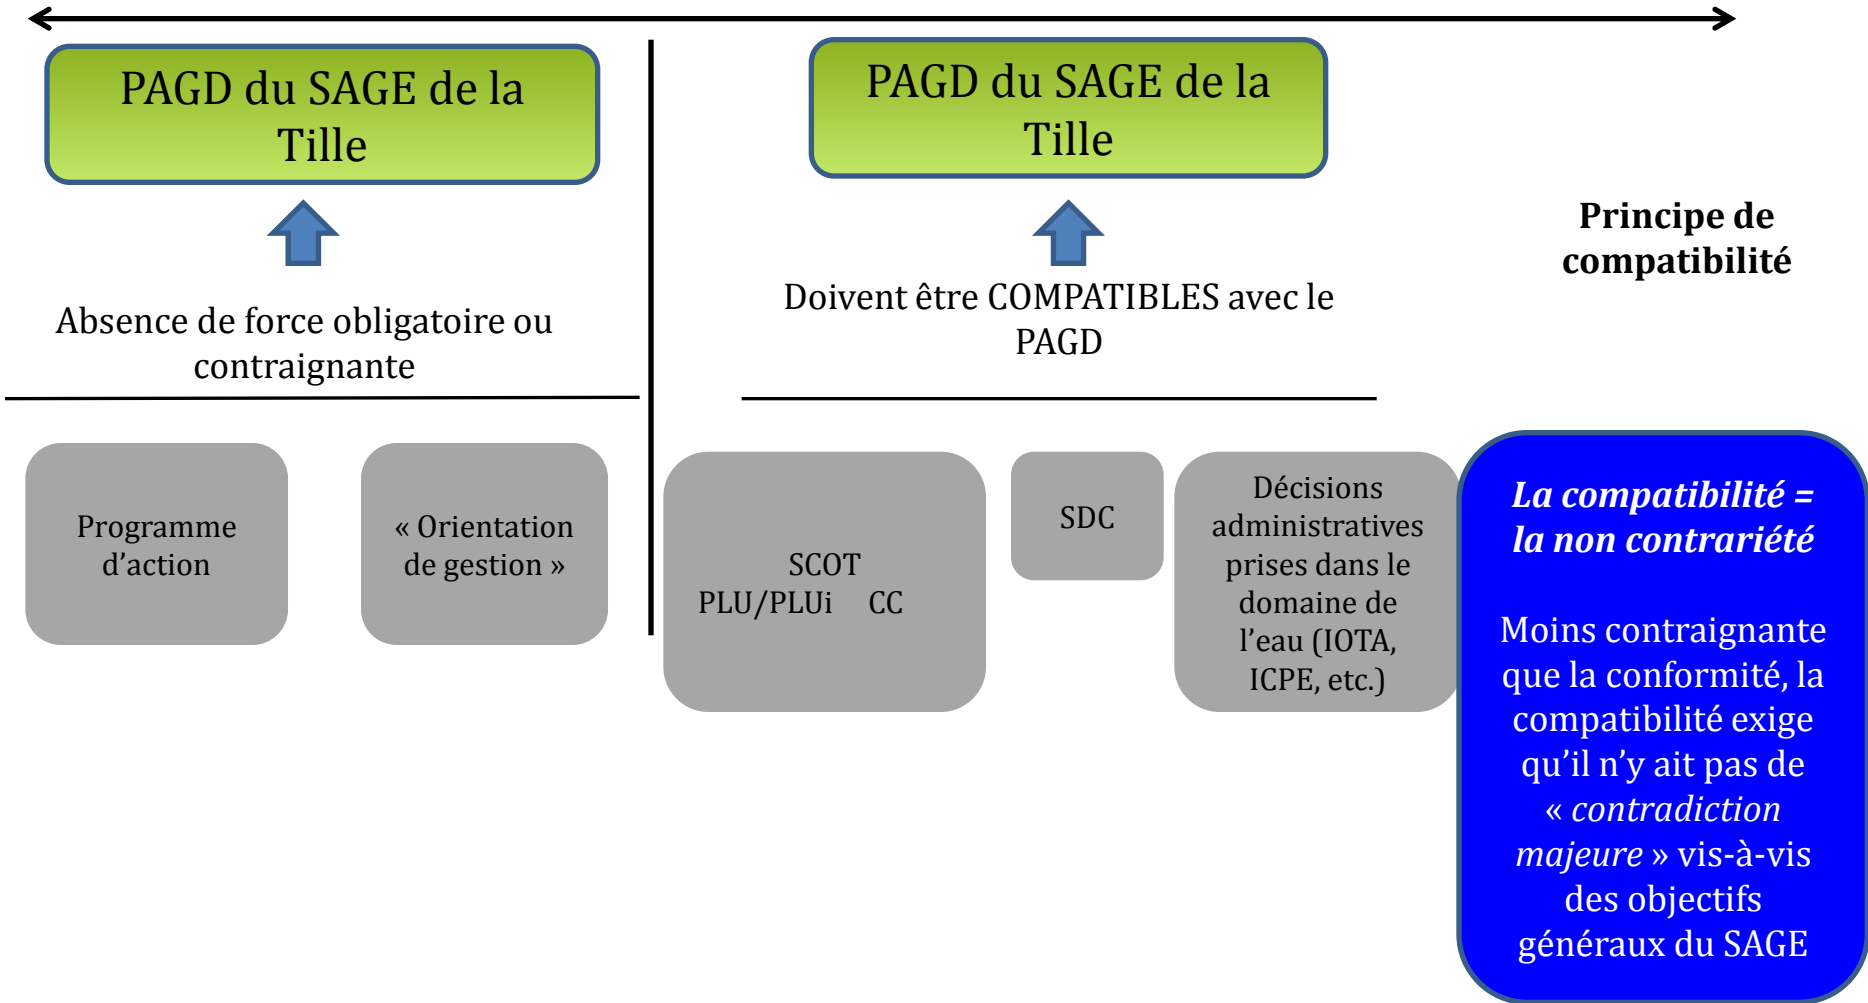 PAGD du SAGE de la
Tille
Absence de force obligatoire ou
contraignante
Programme
d’action
« Orientation
de gestion »
PAGD du SAGE de la
Tille
Doivent être COMPATIBLES avec le
PAGD
SCOT
PLU/PLUi CC
SDC
Décisions
administratives
prises dans le
domaine de
l’eau (IOTA,
ICPE, etc.)
Principe de
compatibilité
La compatibilité =
la non contrariété
Moins contraignante
que la conformité, la
compatibilité exige
qu’il n’y ait pas de
« contradiction
majeure » vis-à-vis
des objectifs
généraux du SAGE